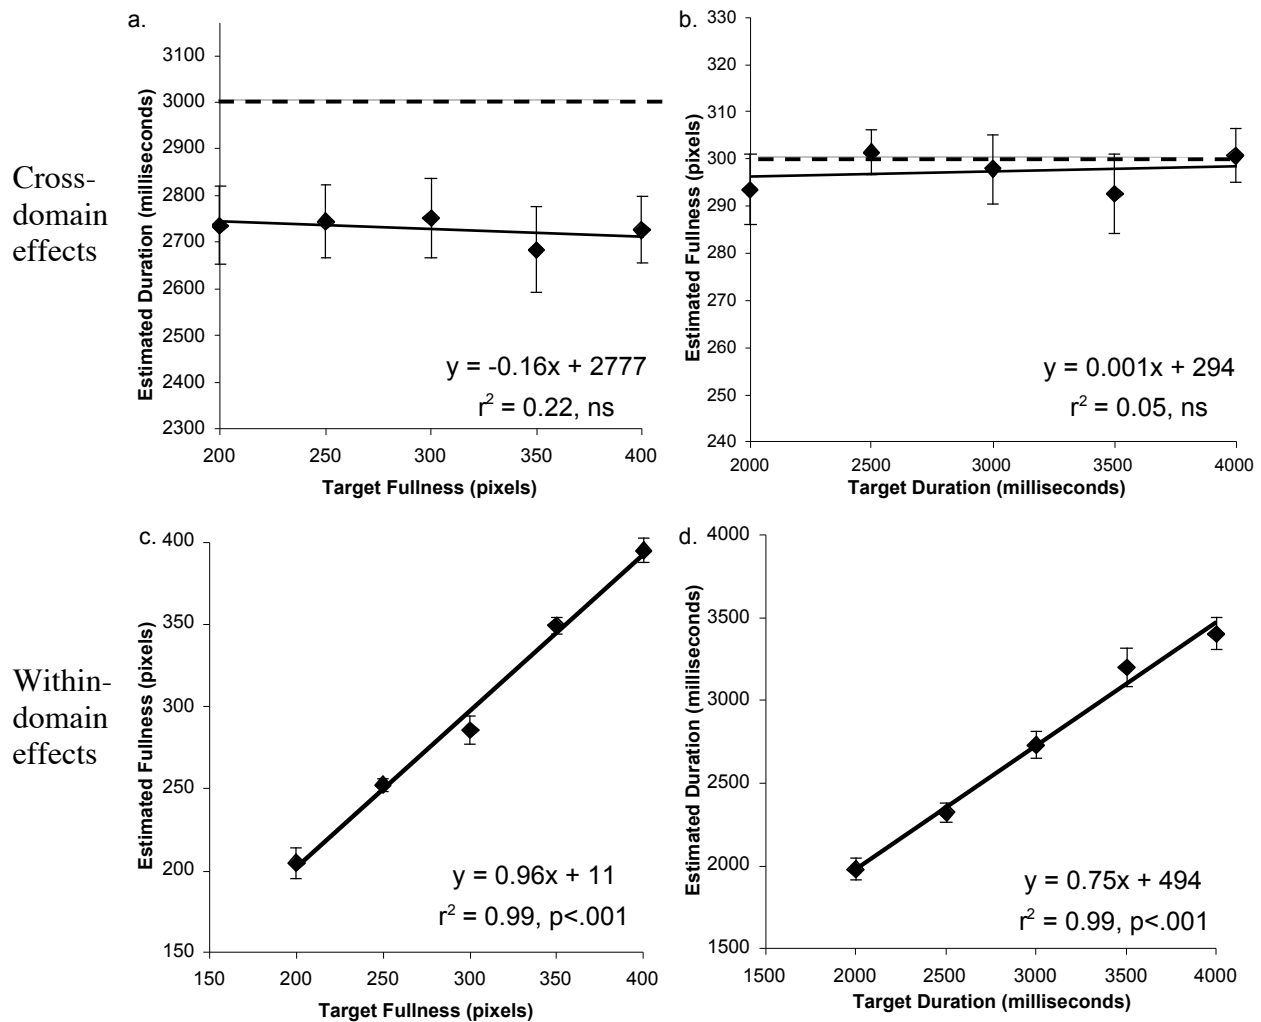 a.
3100
3000
2900
2800
2700
2600
2500
2400
2300
200 250 300 350 400
Estimated Duration (milliseconds)
Target Fullness (pixels)
y = -0.16x + 2777
r² = 0.22, ns
b.
330
320
310
300
290
280
270
260
250
240
2000 2500 3000 3500 4000
Estimated Fullness (pixels)
Target Duration (milliseconds)
y = 0.001x + 294
r² = 0.05, ns
Cross-
domain
effects
c.
400
350
300
250
200
150
150 200 250 300 350 400
Estimated Fullness (pixels)
Target Fullness (pixels)
y = 0.96x + 11
r² = 0.99, p<.001
d.
4000
3500
3000
2500
2000
1500
1500 2000 2500 3000 3500 4000
Estimated Duration (milliseconds)
Target Duration (milliseconds)
y = 0.75x + 494
r² = 0.99, p<.001
Within-
domain
effects